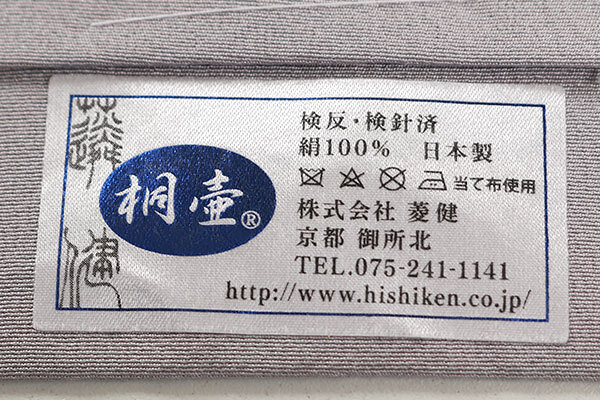 桐壷®
検反・検針済
絹100% 日本製
当て布使用
株式会社 菱健
京都 御所北
TEL.075-241-1141
http://www.hishiken.co.jp/